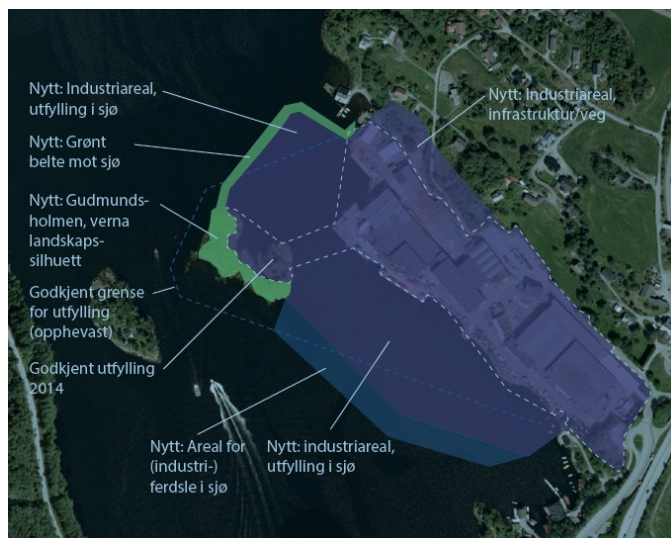 Nytt: Industriareal,
utfylling i sjø
Nytt: Grønt
belte mot sjø
Nytt: Gudmunds-
holmen, verna
landskaps-
silhuett
Godkjent grense
for utfylling
(opphevast)
Godkjent utfylling
2014
Nytt: Areal for
(industri-)
ferdsle i sjø
Nytt: industriareal,
utfylling i sjø
Nytt: Industriareal,
infrastruktur/veg